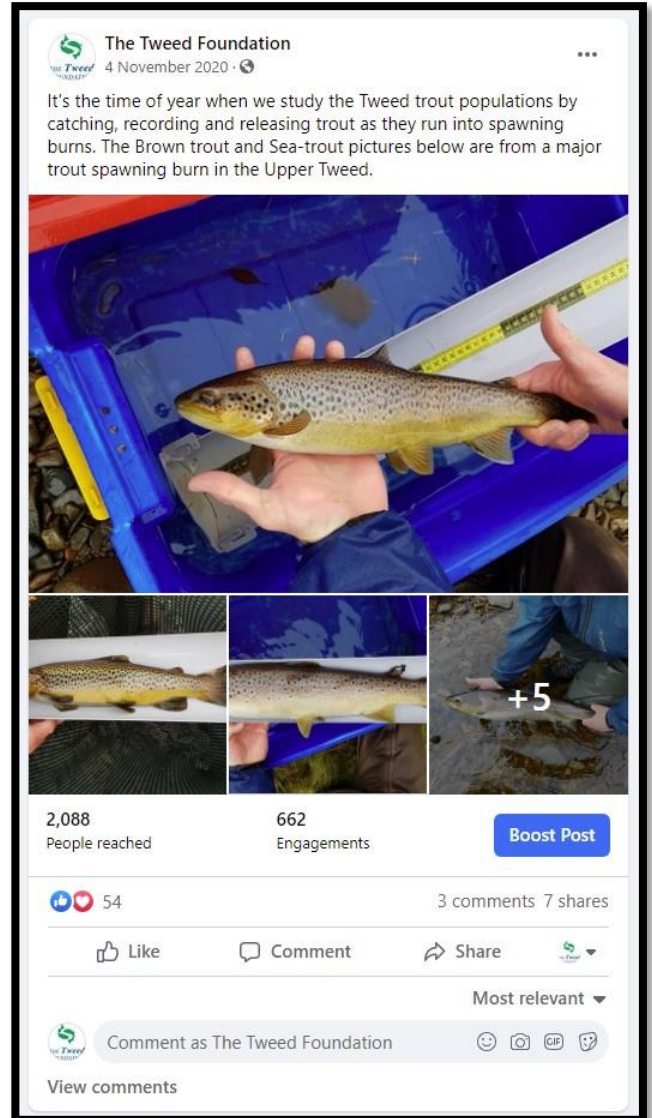 The Tweed Foundation
4 November 2020 ·
It's the time of year when we study the Tweed trout populations by
catching, recording and releasing trout as they run into spawning
burns. The Brown trout and Sea-trout pictures below are from a major
trout spawning burn in the Upper Tweed.
+5
2,088
People reached
662
Engagements
Boost Post
54
3 comments 7 shares
Like
Comment
Share
Most relevant
Comment as The Tweed Foundation
GIF
View comments